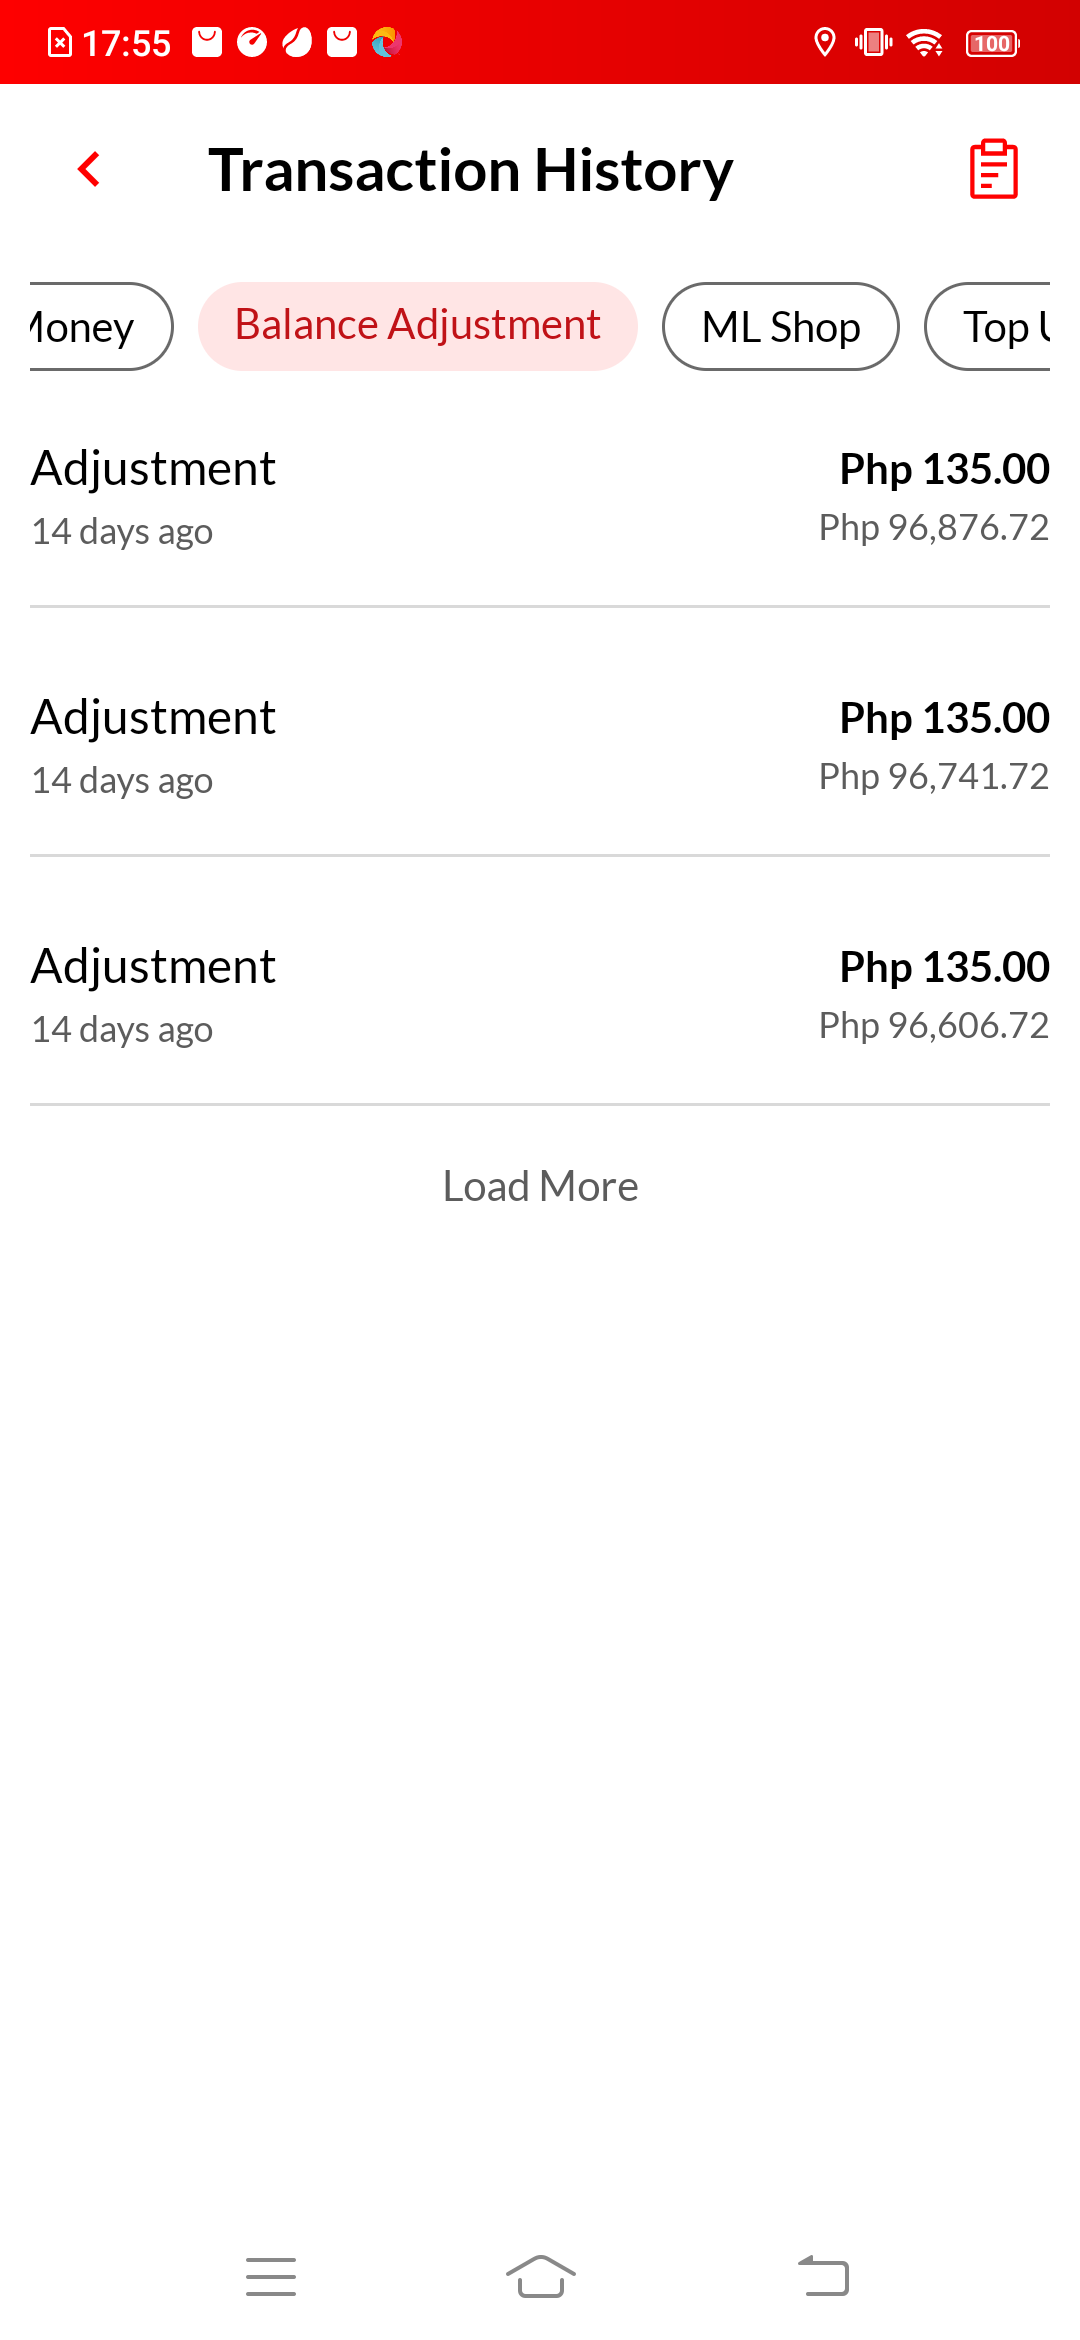 17:55
100
Transaction History
Money
Balance Adjustment
ML Shop
Top U
Adjustment
Php 135.00
14 days ago
Php 96,876.72
Adjustment
Php 135.00
14 days ago
Php 96,741.72
Adjustment
Php 135.00
14 days ago
Php 96,606.72
Load More